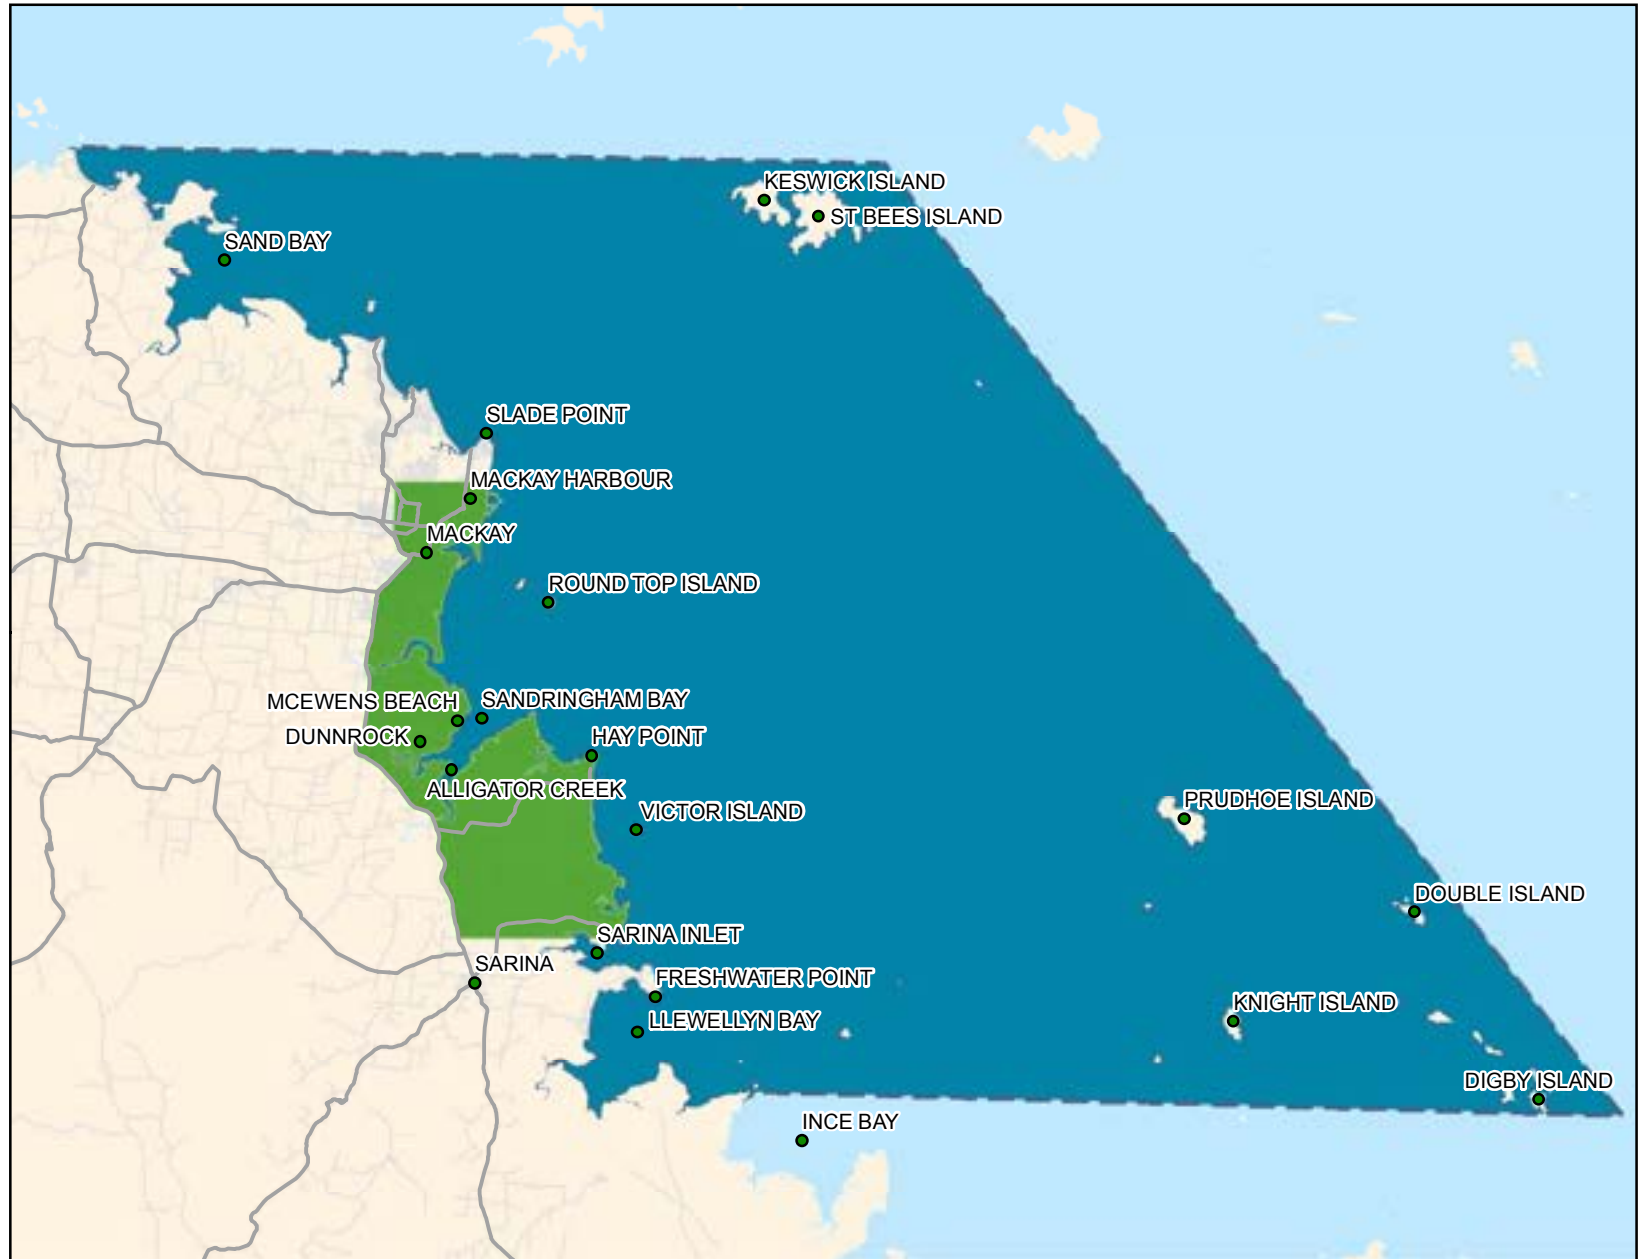 KESWICK ISLAND
ST BEES ISLAND
SAND BAY
SLADE POINT
MACKAY HARBOUR
MACKAY
ROUND TOP ISLAND
MCEWENS BEACH
SANDRINGHAM BAY
DUNNROCK
HAY POINT
ALLIGATOR CREEK
VICTOR ISLAND
PRUDHOE ISLAND
DOUBLE ISLAND
SARINA INLET
SARINA
FRESHWATER POINT
KNIGHT ISLAND
LLEWELLYN BAY
DIGBY ISLAND
INCE BAY